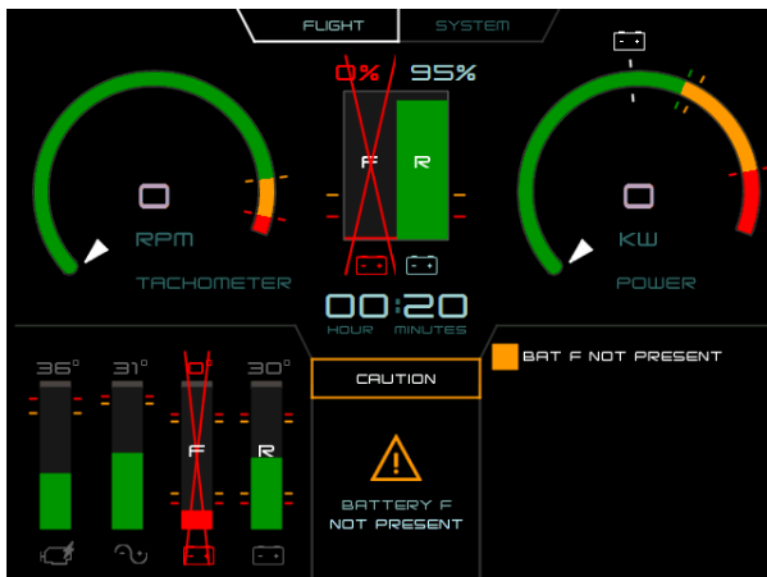 FLIGHT
SYSTEM
0%
95%
F
R
0
RPM
TACHOMETER
0
KW
POWER
00:20
HOUR MINUTES
36°
31°
0°
30°
F
R
CAUTION
BATTERY F
NOT PRESENT
BAT F NOT PRESENT